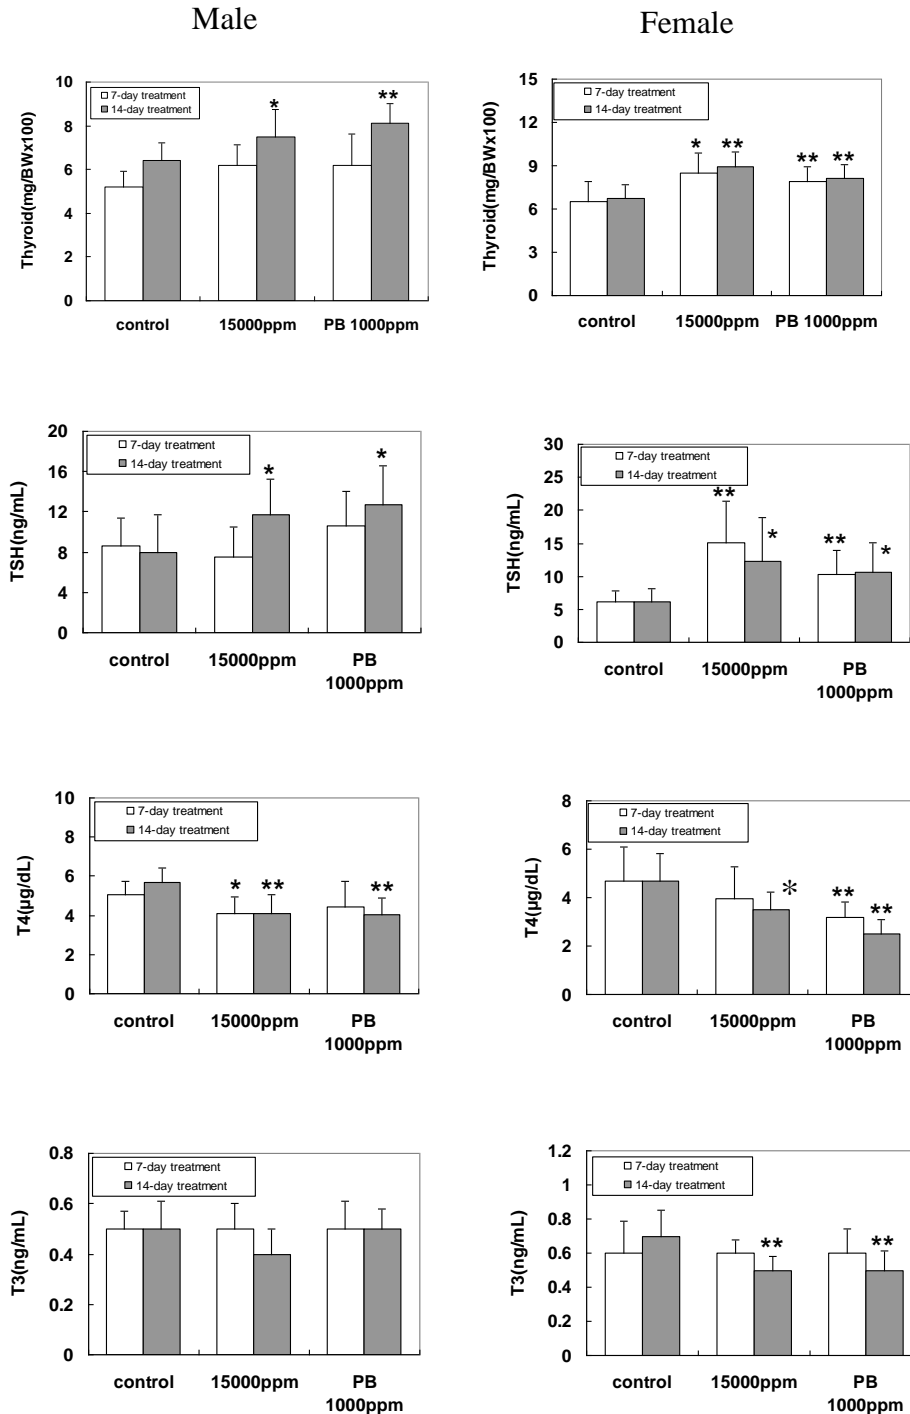 Male
Female
10
8
6
4
2
0
Thyroid(mg/BWx100)
7-day treatment
14-day treatment
*
**
control
15000ppm
PB 1000ppm
15
12
9
6
3
0
Thyroid(mg/BWx100)
7-day treatment
14-day treatment
* **
** **
control
15000ppm
PB 1000ppm
20
16
12
8
4
0
TSH(ng/mL)
7-day treatment
14-day treatment
*
*
control
15000ppm
PB
1000ppm
30
25
20
15
10
5
0
TSH(ng/mL)
7-day treatment
14-day treatment
**
*
**
*
control
15000ppm
PB
1000ppm
10
8
6
4
2
0
T4(µg/dL)
7-day treatment
14-day treatment
* **
**
control
15000ppm
PB
1000ppm
8
6
4
2
0
T4(µg/dL)
7-day treatment
14-day treatment
*
**
**
control
15000ppm
PB
1000ppm
0.8
0.6
0.4
0.2
0
T3(ng/mL)
7-day treatment
14-day treatment
control
15000ppm
PB
1000ppm
1.2
1
0.8
0.6
0.4
0.2
0
T3(ng/mL)
7-day treatment
14-day treatment
**
**
control
15000ppm
PB
1000ppm